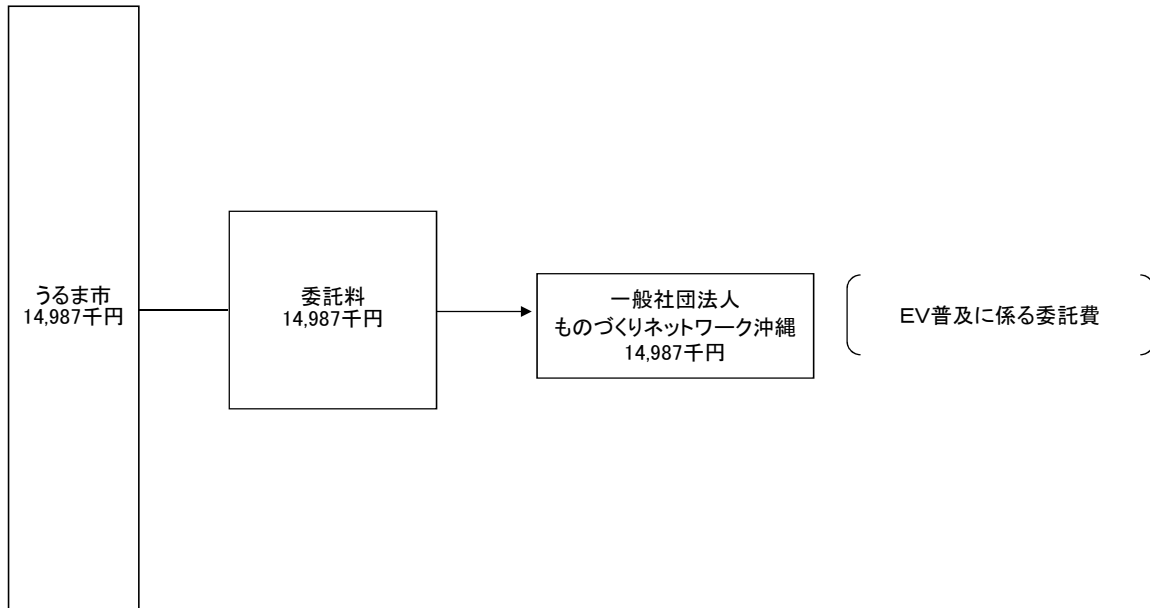 うるま市
14,987千円
委託料
14,987千円
一般社団法人
ものづくりネットワーク沖縄
14,987千円
EV普及に係る委託費